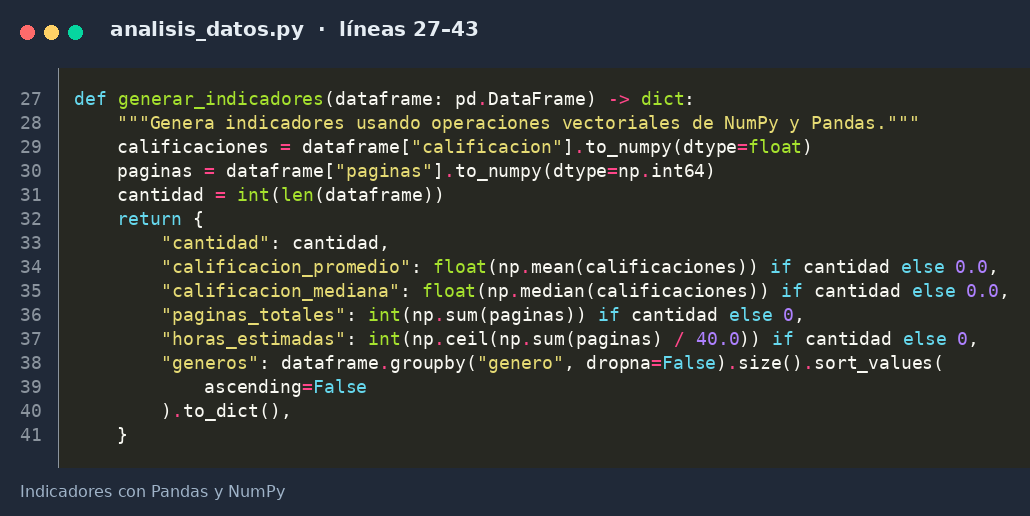 analisis_datos.py · líneas 27–43
27 def generar_indicadores(dataframe: pd.DataFrame) -> dict:
28     """Genera indicadores usando operaciones vectoriales de NumPy y Pandas."""
29     calificaciones = dataframe["calificacion"].to_numpy(dtype=float)
30     paginas = dataframe["paginas"].to_numpy(dtype=np.int64)
31     cantidad = int(len(dataframe))
32     return {
33         "cantidad": cantidad,
34         "calificacion_promedio": float(np.mean(calificaciones)) if cantidad else 0.0,
35         "calificacion_mediana": float(np.median(calificaciones)) if cantidad else 0.0,
36         "paginas_totales": int(np.sum(paginas)) if cantidad else 0,
37         "horas_estimadas": int(np.ceil(np.sum(paginas) / 40.0)) if cantidad else 0,
38         "generos": dataframe.groupby("genero", dropna=False).size().sort_values(
39             ascending=False
40         ).to_dict(),
41     }
Indicadores con Pandas y NumPy